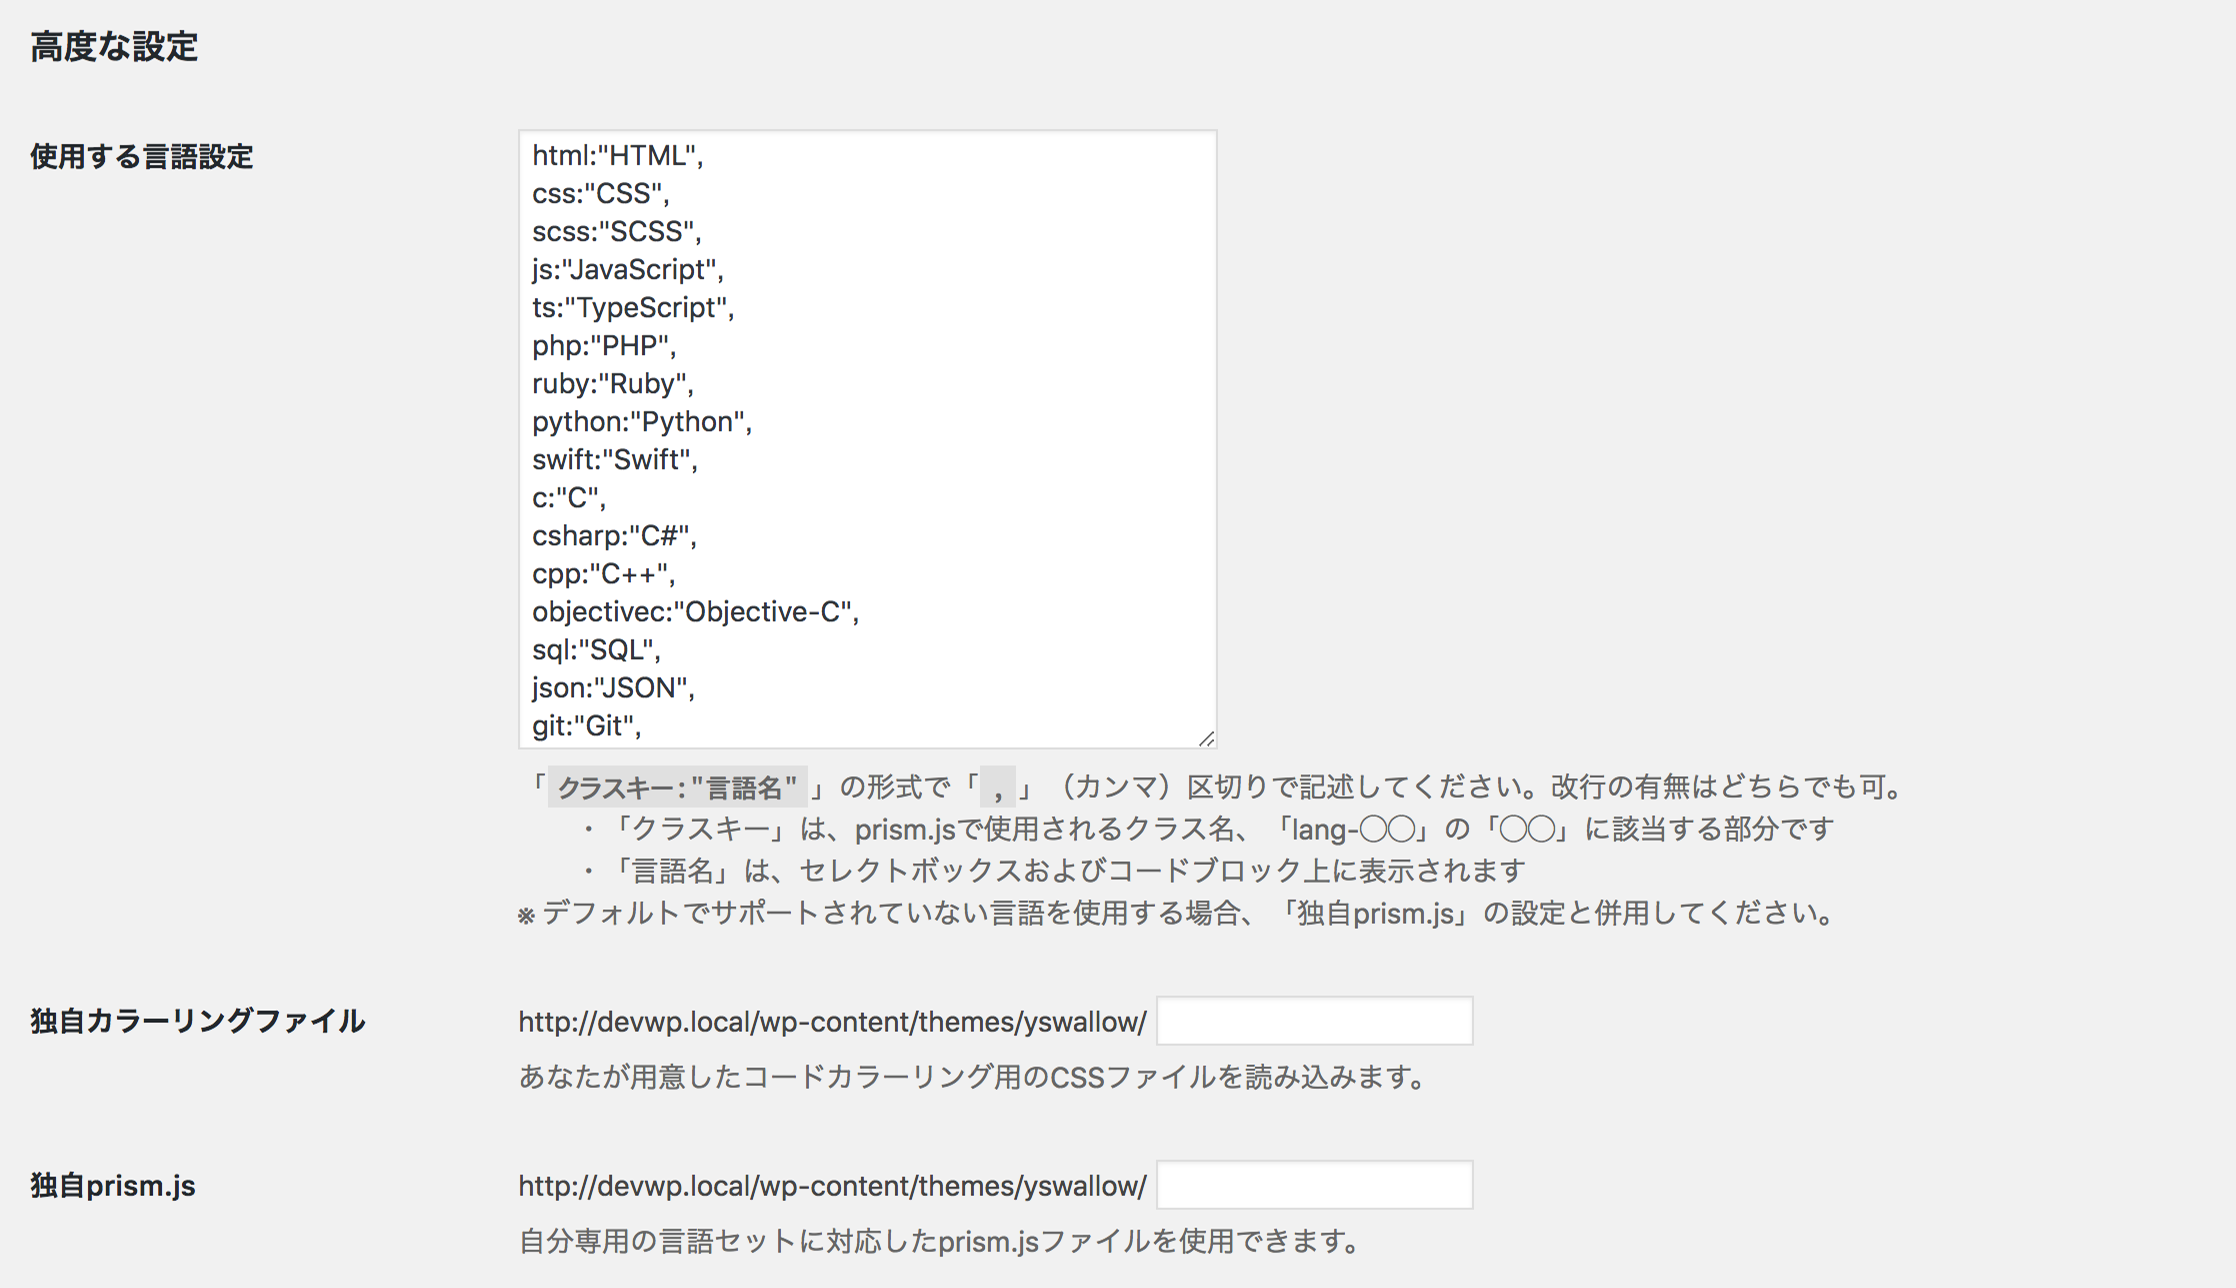 高度な設定
使用する言語設定
html:"HTML",
css:"CSS",
scss:"SCSS",
js:"JavaScript",
ts:"TypeScript",
php:"PHP",
ruby:"Ruby",
python:"Python",
swift:"Swift",
c:"C",
csharp:"C#",
cpp:"C++",
objectivec:"Objective-C",
sql:"SQL",
json:"JSON",
git:"Git",
「 クラスキー:"言語名" 」の形式で「 , 」（カンマ）区切りで記述してください。改行の有無はどちらでも可。
・「クラスキー」は、prism.jsで使用されるクラス名、「lang-◯◯」の「◯◯」に該当する部分です
・「言語名」は、セレクトボックスおよびコードブロック上に表示されます
※ デフォルトでサポートされていない言語を使用する場合、「独自prism.js」の設定と併用してください。
独自カラーリングファイル
http://devwp.local/wp-content/themes/yswallow/
あなたが用意したコードカラーリング用のCSSファイルを読み込みます。
独自prism.js
http://devwp.local/wp-content/themes/yswallow/
自分専用の言語セットに対応したprism.jsファイルを使用できます。